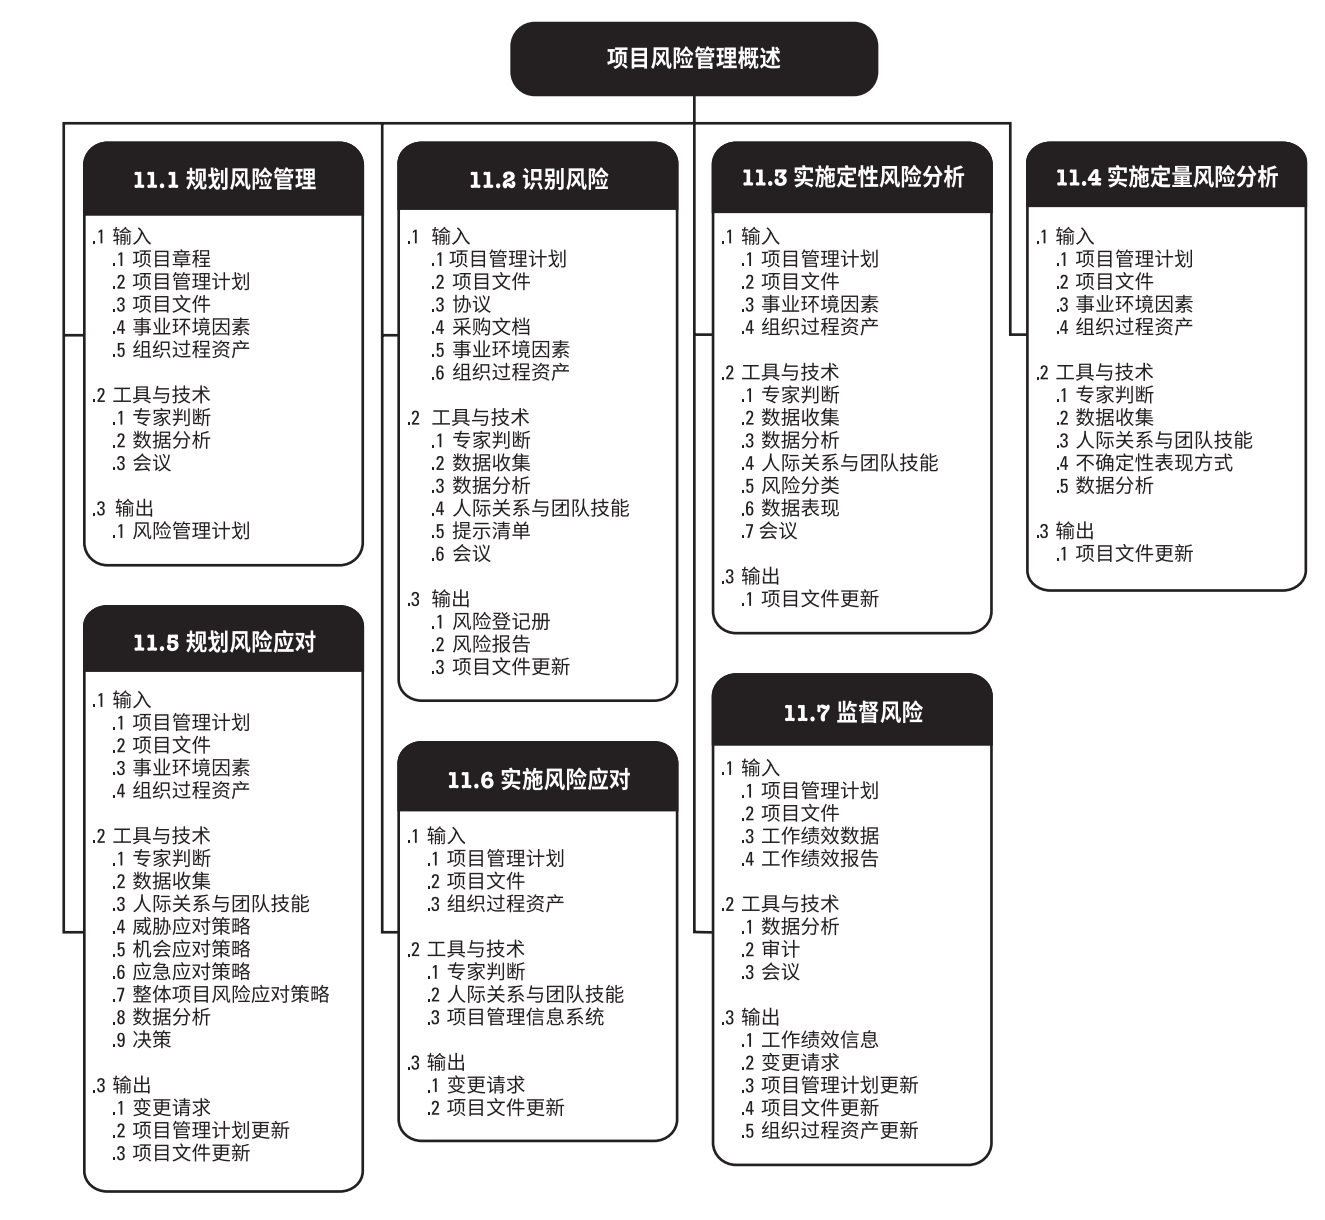 项目风险管理概述
11.1 规划风险管理
.1 输入
.1 项目章程
.2 项目管理计划
.3 项目文件
.4 事业环境因素
.5 组织过程资产
.2 工具与技术
.1 专家判断
.2 数据分析
.3 会议
.3 输出
.1 风险管理计划
11.2 识别风险
.1 输入
.1 项目管理计划
.2 项目文件
.3 协议
.4 采购文档
.5 事业环境因素
.6 组织过程资产
.2 工具与技术
.1 专家判断
.2 数据收集
.3 数据分析
.4 人际关系与团队技能
.5 提示清单
.6 会议
.3 输出
.1 风险登记册
.2 风险报告
.3 项目文件更新
11.3 实施定性风险分析
.1 输入
.1 项目管理计划
.2 项目文件
.3 事业环境因素
.4 组织过程资产
.2 工具与技术
.1 专家判断
.2 数据收集
.3 数据分析
.4 人际关系与团队技能
.5 风险分类
.6 数据表现
.7 会议
.3 输出
.1 项目文件更新
11.4 实施定量风险分析
.1 输入
.1 项目管理计划
.2 项目文件
.3 事业环境因素
.4 组织过程资产
.2 工具与技术
.1 专家判断
.2 数据收集
.3 人际关系与团队技能
.4 不确定性表现方式
.5 数据分析
.3 输出
.1 项目文件更新
11.5 规划风险应对
.1 输入
.1 项目管理计划
.2 项目文件
.3 事业环境因素
.4 组织过程资产
.2 工具与技术
.1 专家判断
.2 数据收集
.3 人际关系与团队技能
.4 威胁应对策略
.5 机会应对策略
.6 应急应对策略
.7 整体项目风险应对策略
.8 数据分析
.9 决策
.3 输出
.1 变更请求
.2 项目管理计划更新
.3 项目文件更新
11.6 实施风险应对
.1 输入
.1 项目管理计划
.2 项目文件
.3 组织过程资产
.2 工具与技术
.1 专家判断
.2 人际关系与团队技能
.3 项目管理信息系统
.3 输出
.1 变更请求
.2 项目文件更新
11.7 监督风险
.1 输入
.1 项目管理计划
.2 项目文件
.3 工作绩效数据
.4 工作绩效报告
.2 工具与技术
.1 数据分析
.2 审计
.3 会议
.3 输出
.1 工作绩效信息
.2 变更请求
.3 项目管理计划更新
.4 项目文件更新
.5 组织过程资产更新